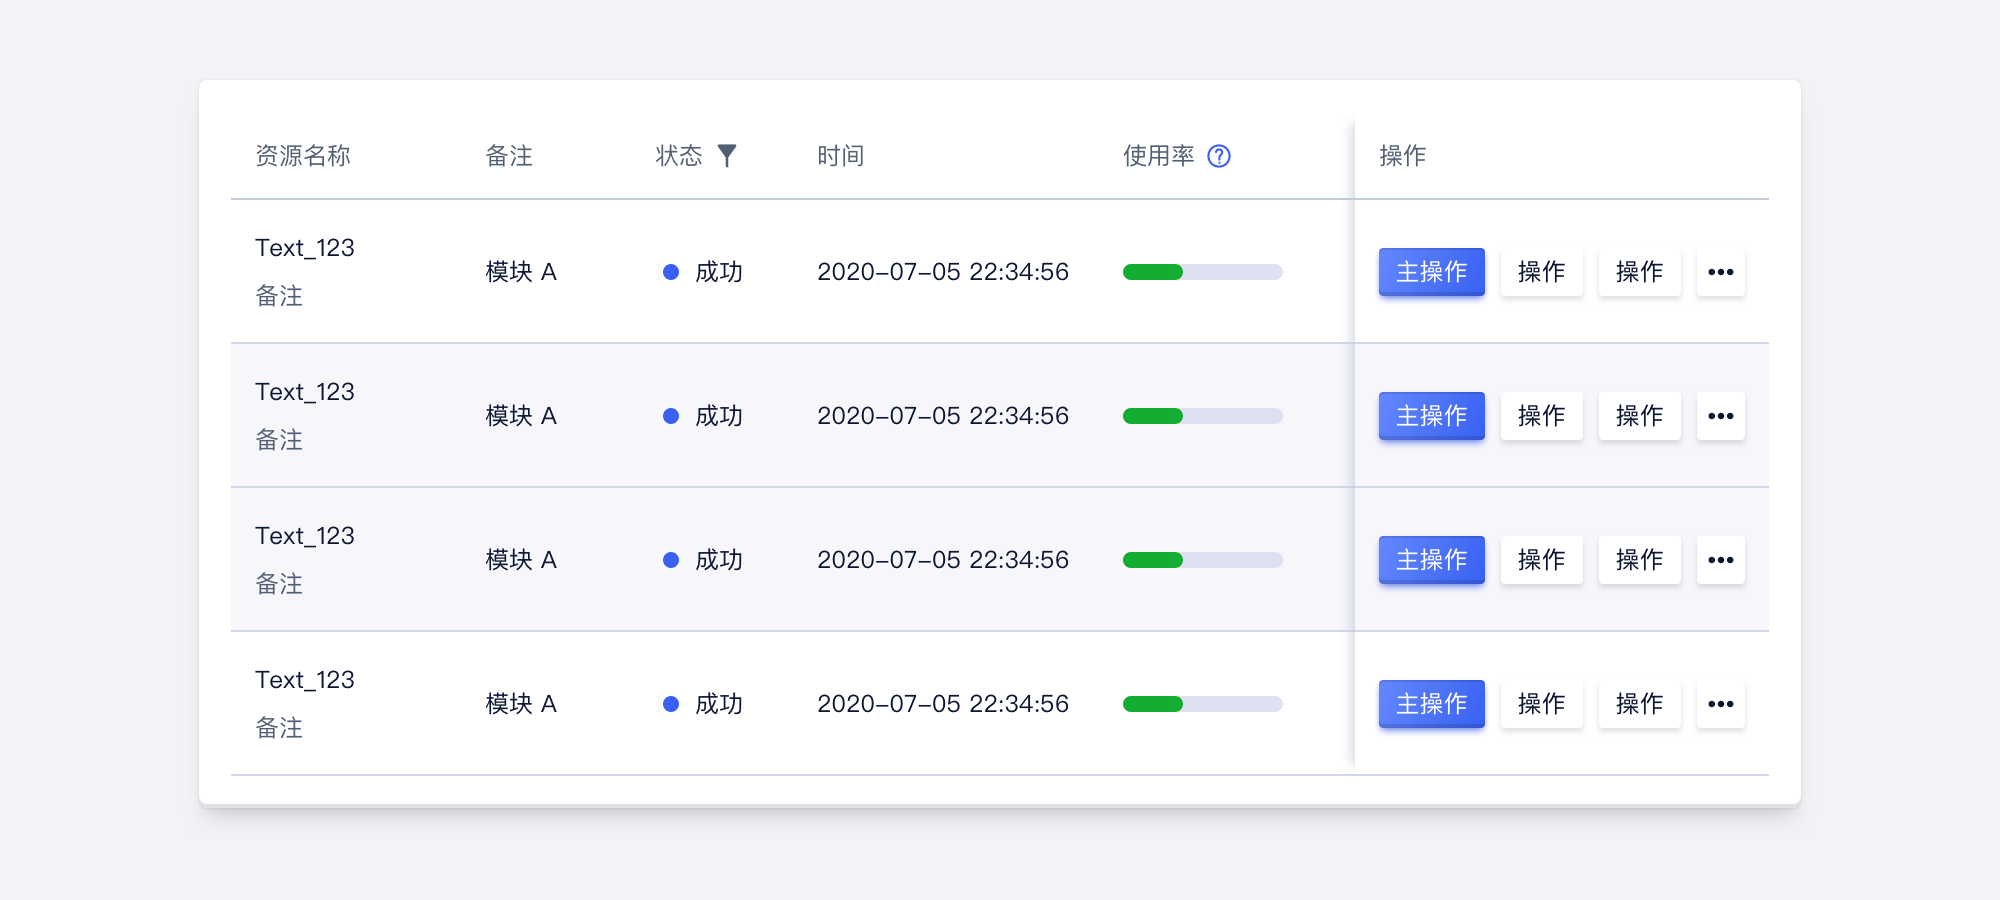 资源名称 备注 状态 时间 使用率 操作
Text_123
备注
模块 A 成功 2020-07-05 22:34:56 主操作 操作 操作
Text_123
备注
模块 A 成功 2020-07-05 22:34:56 主操作 操作 操作
Text_123
备注
模块 A 成功 2020-07-05 22:34:56 主操作 操作 操作
Text_123
备注
模块 A 成功 2020-07-05 22:34:56 主操作 操作 操作